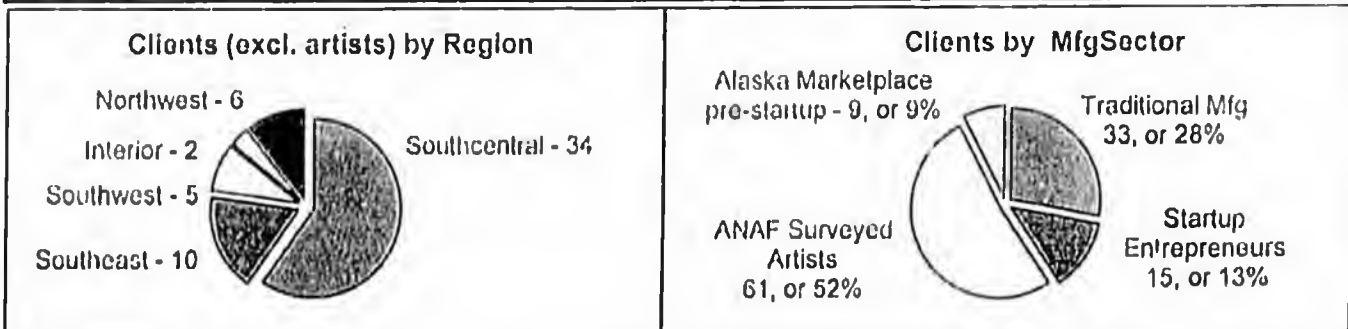 Clients (excl. artists) by Region
Northwest - 6
Interior - 2
Southwest - 5
Southeast - 10
Southcentral - 34
Clients by MfgSector
Alaska Marketplace
pre-startup - 9, or 9%
Traditional Mfg
33, or 28%
ANAF Surveyed
Artists
61, or 52%
Startup
Entrepreneurs
15, or 13%